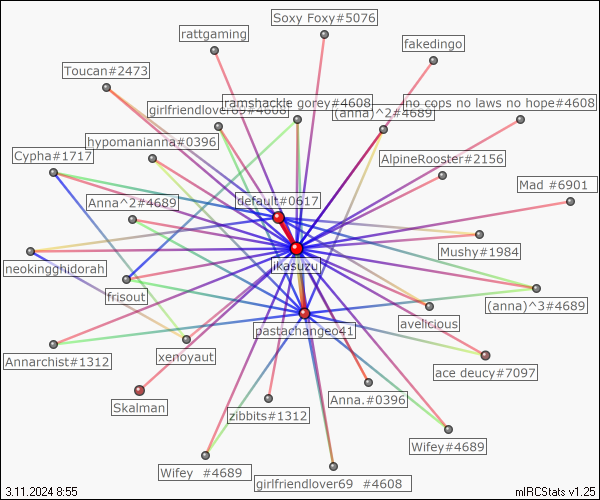 Soxy Foxy#5076
rattgaming
fakedingo
Toucan#2473
ramshackle gorey#4608
no cops no laws no hope#4608
girlfriendlover69#4608
(anna)^2#4689
hypomanianna#0396
Cypha#1717
AlpineRooster#2156
Mad #6901
Anna^2#4689
default#0617
Mushy#1984
neokingghidorah
jkasuzu
frisout
(anna)^3#4689
avelicious
pastachangeo41
Annarchist#1312
xenoyaut
ace deucy#7097
Skalman
Anna.#0396
zibbits#1312
Wifey#4689
Wifey #4689
girlfriendlover69 #4608
3.11.2024 8:55
mIRCStats v1.25